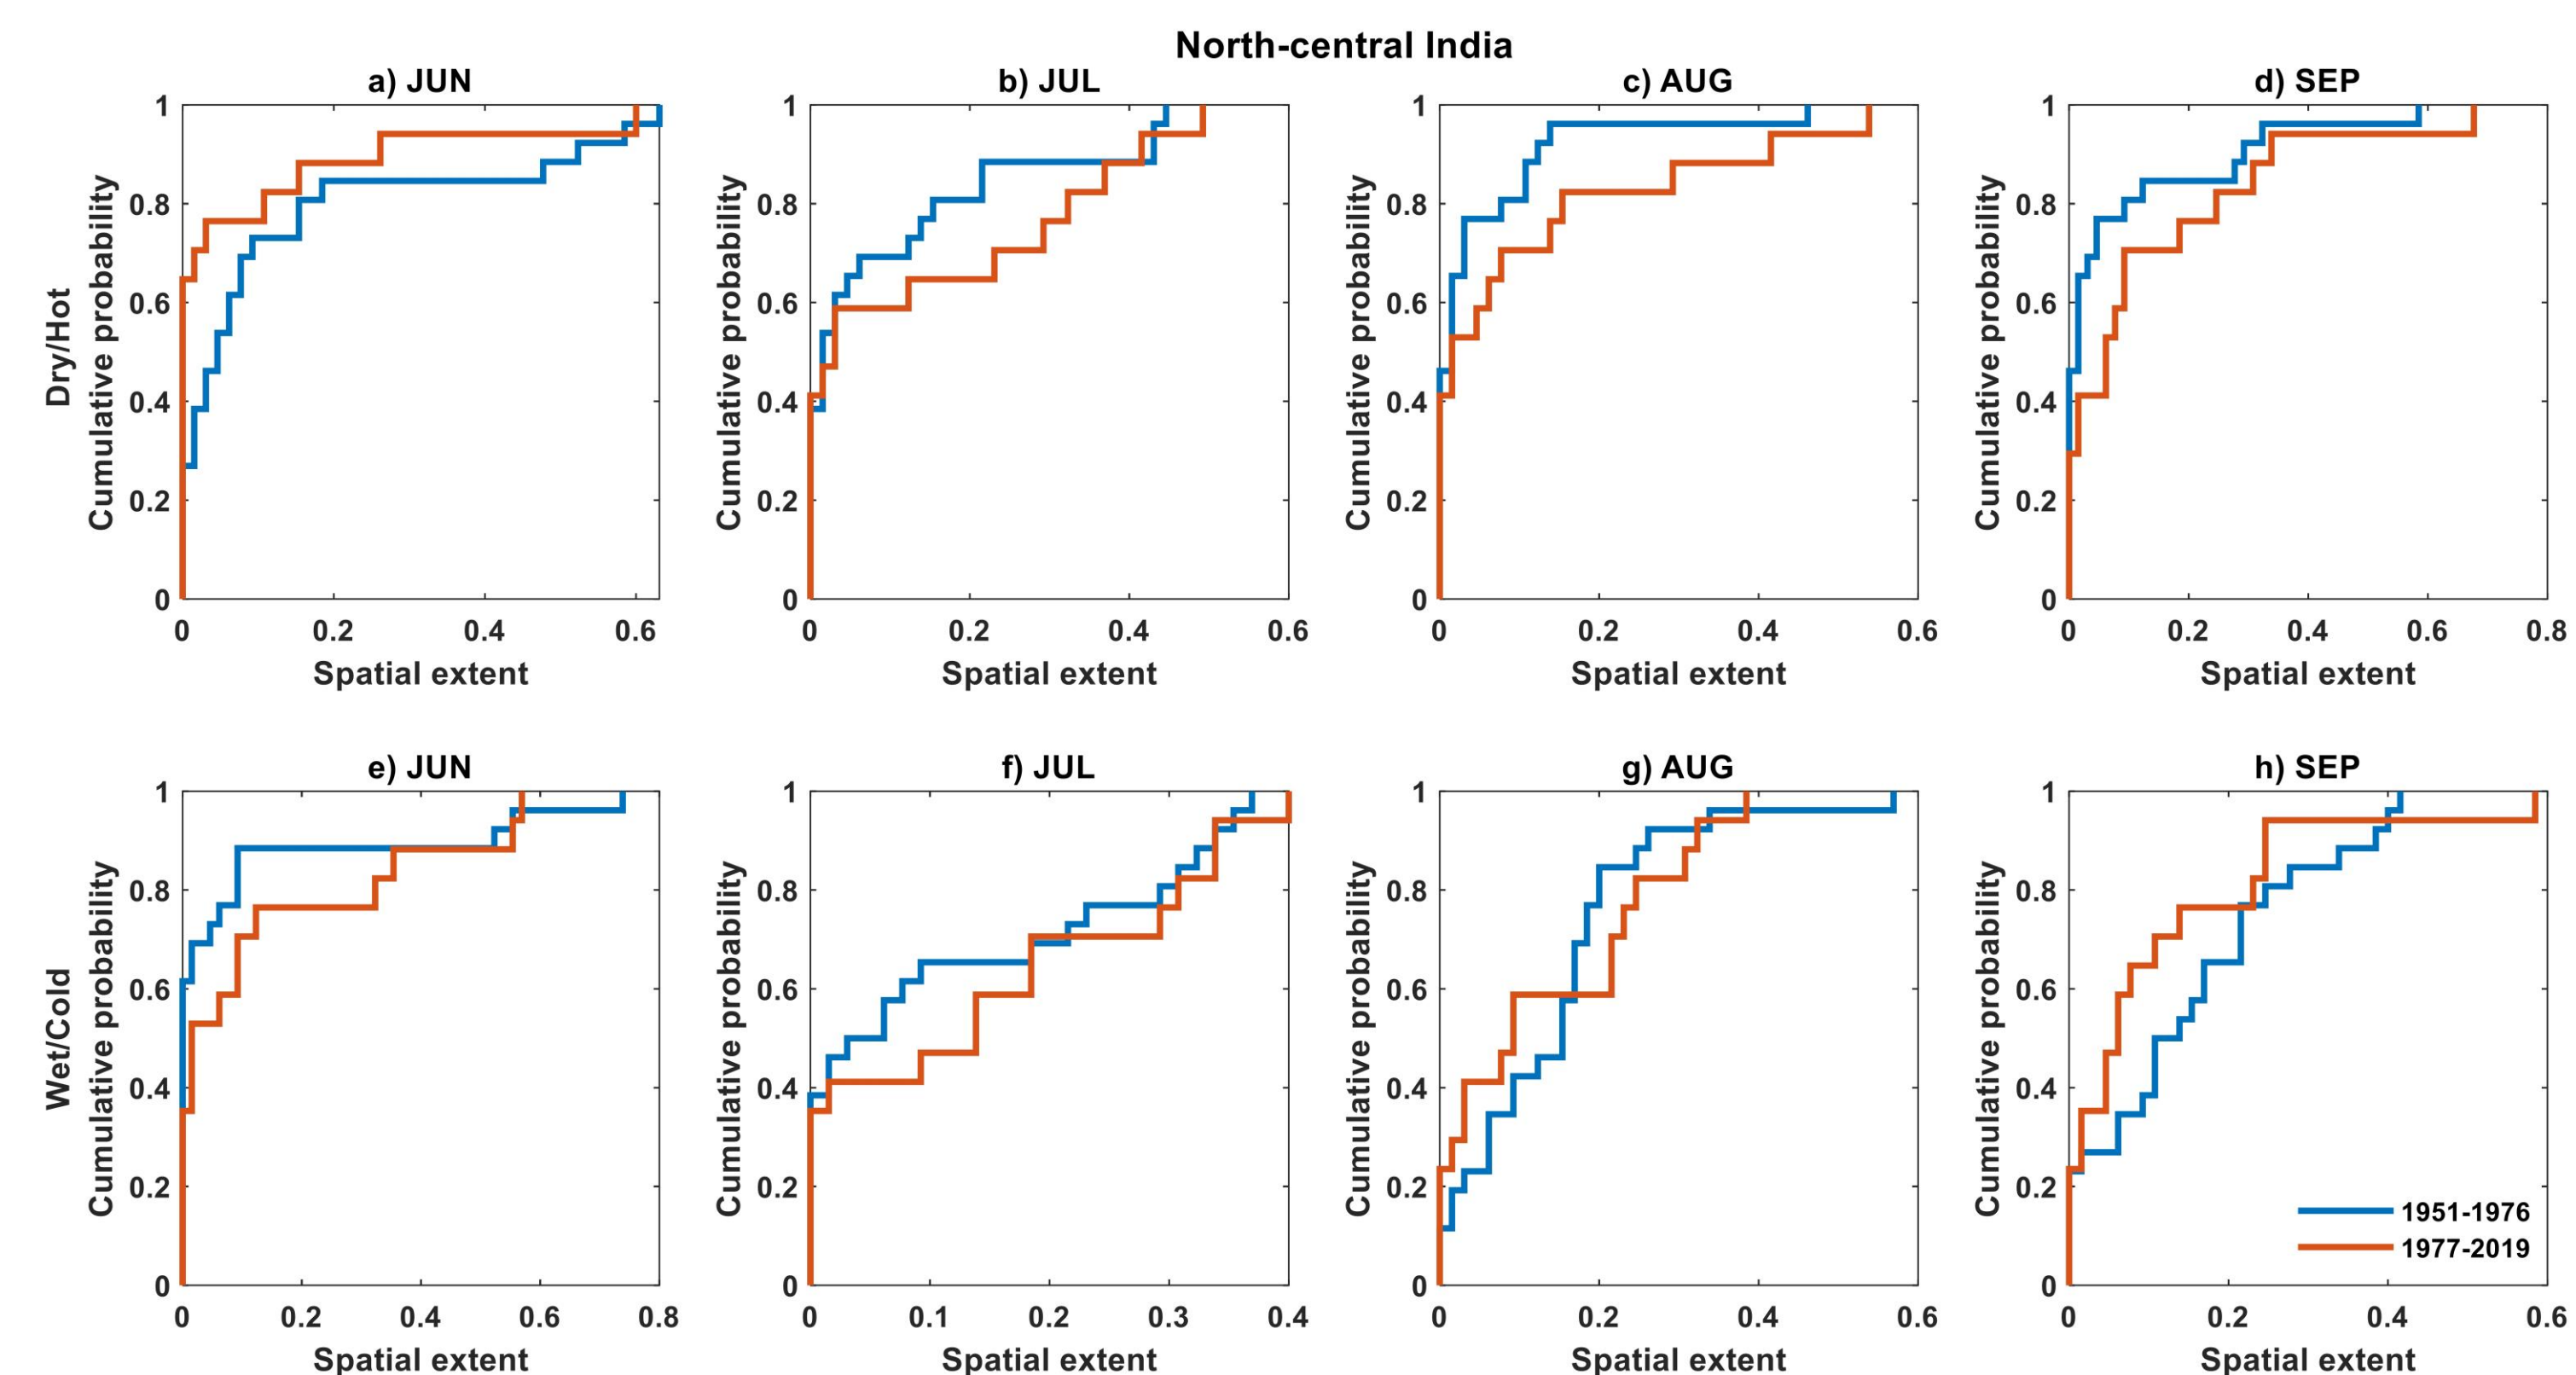 North-central India
a) JUN
b) JUL
c) AUG
d) SEP
Dry/Hot
Cumulative probability
1
0.8
0.6
0.4
0.2
0
0 0.2 0.4 0.6
Spatial extent
Cumulative probability
1
0.8
0.6
0.4
0.2
0
0 0.2 0.4 0.6
Spatial extent
Cumulative probability
1
0.8
0.6
0.4
0.2
0
0 0.2 0.4 0.6
Spatial extent
Cumulative probability
1
0.8
0.6
0.4
0.2
0
0 0.2 0.4 0.6 0.8
Spatial extent
e) JUN
f) JUL
g) AUG
h) SEP
Wet/Cold
Cumulative probability
1
0.8
0.6
0.4
0.2
0
0 0.2 0.4 0.6 0.8
Spatial extent
Cumulative probability
1
0.8
0.6
0.4
0.2
0
0 0.1 0.2 0.3 0.4
Spatial extent
Cumulative probability
1
0.8
0.6
0.4
0.2
0
0 0.2 0.4 0.6
Spatial extent
Cumulative probability
1
0.8
0.6
0.4
0.2
0
0 0.2 0.4 0.6
Spatial extent
1951-1976
1977-2019